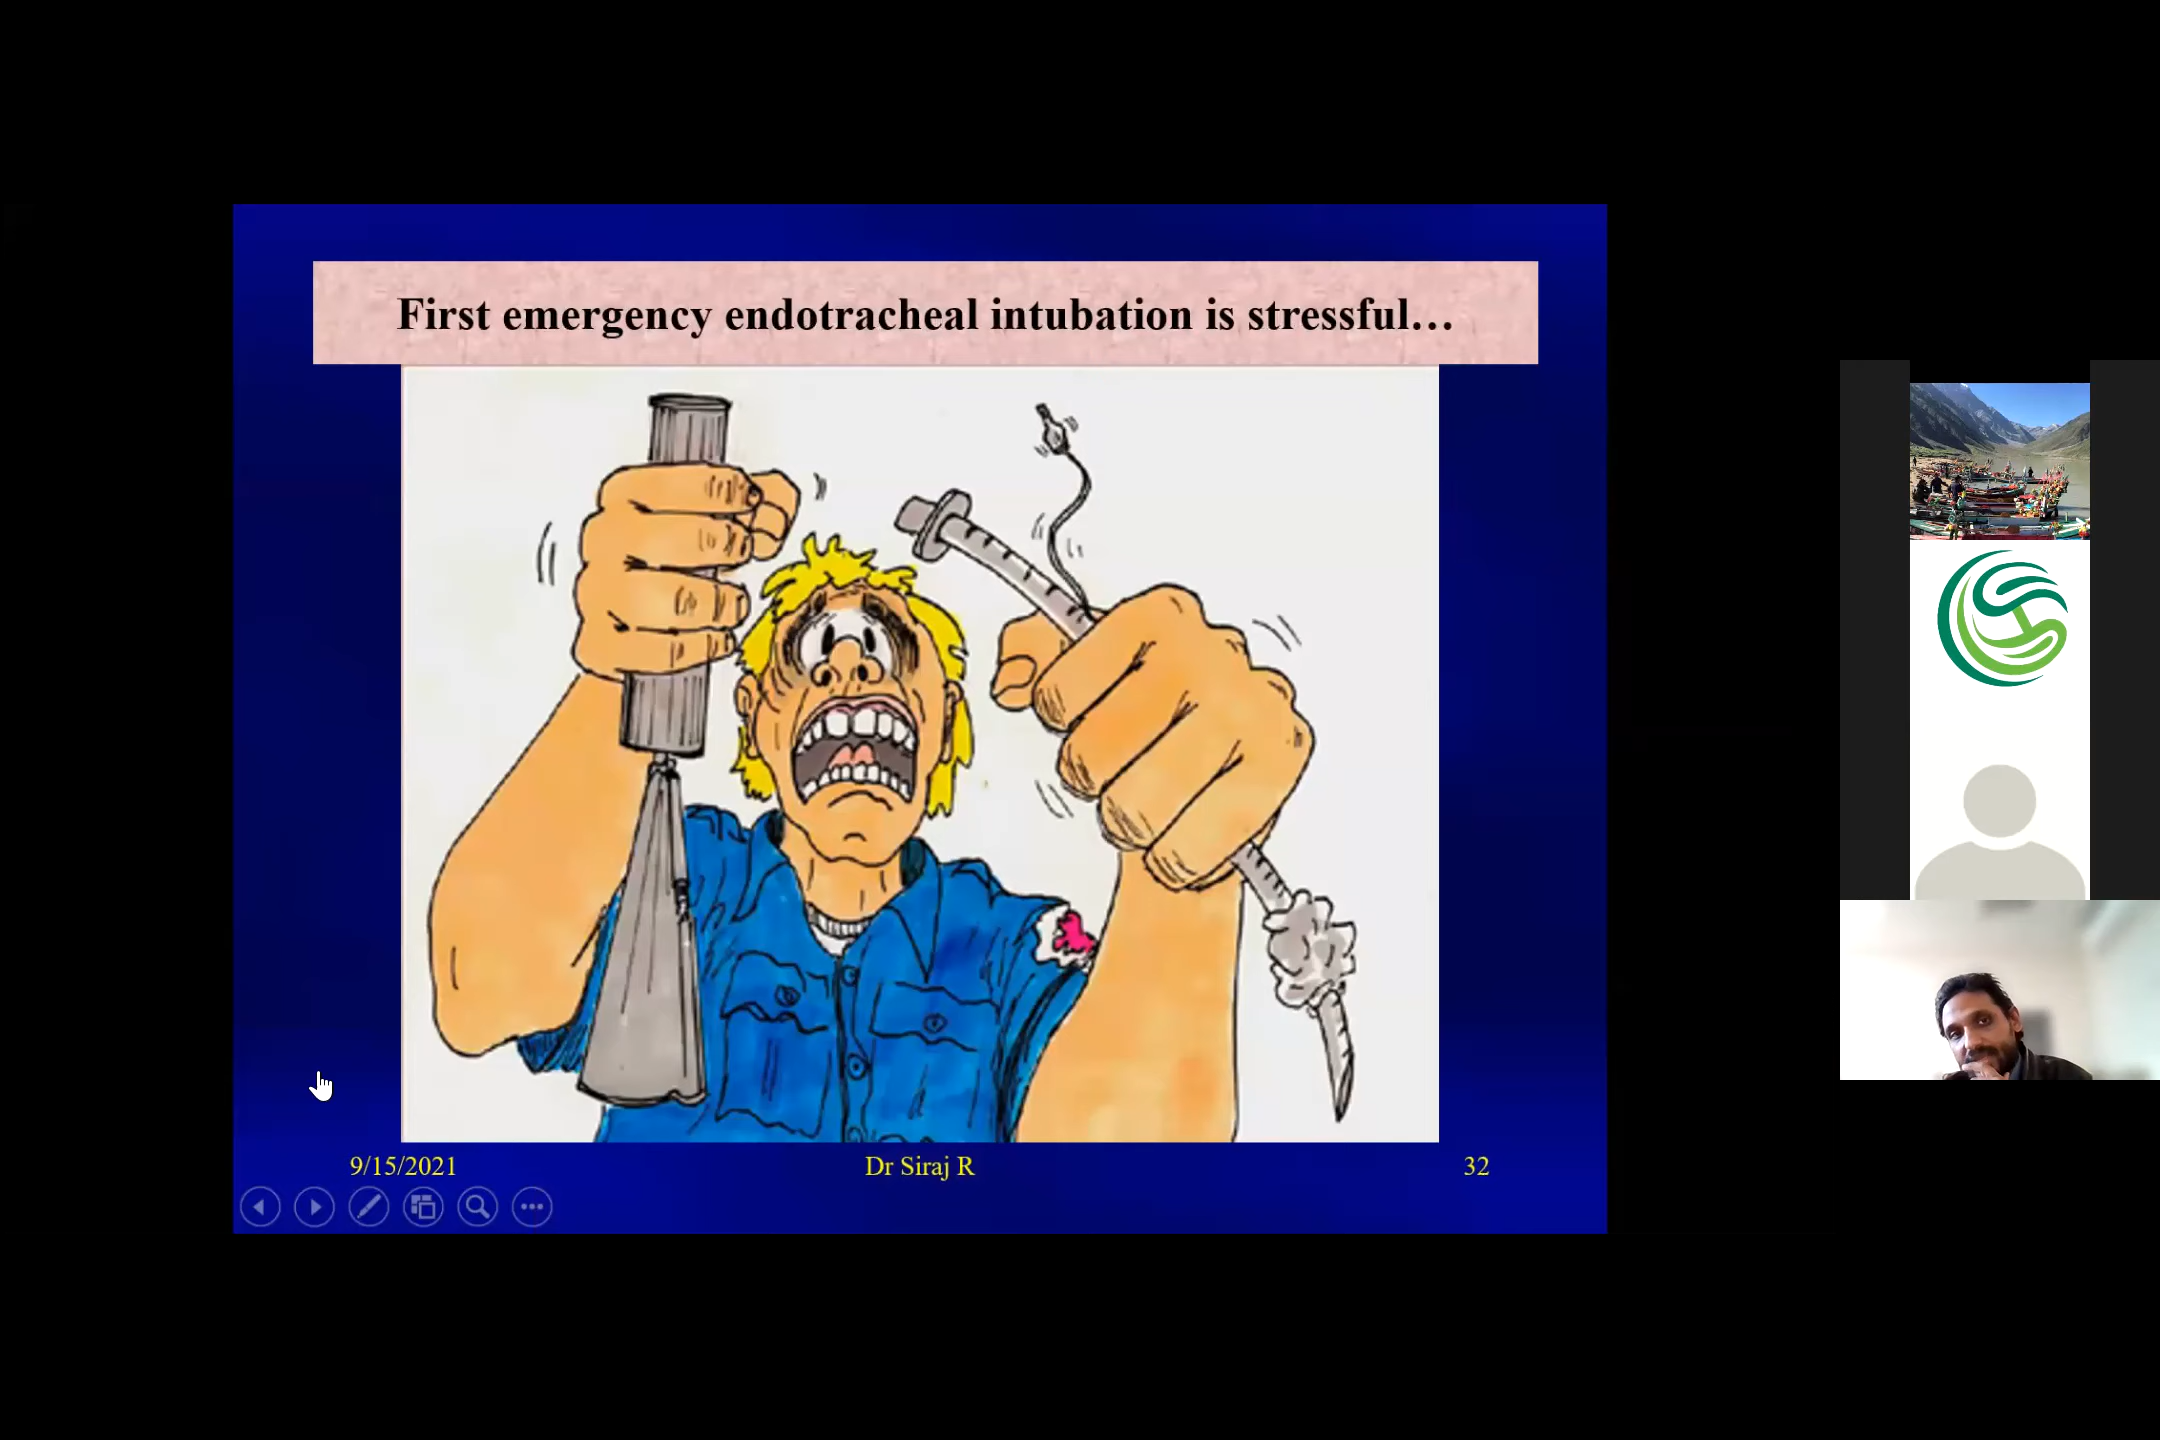 First emergency endotracheal intubation is stressful…
9/15/2021
Dr Siraj R
32